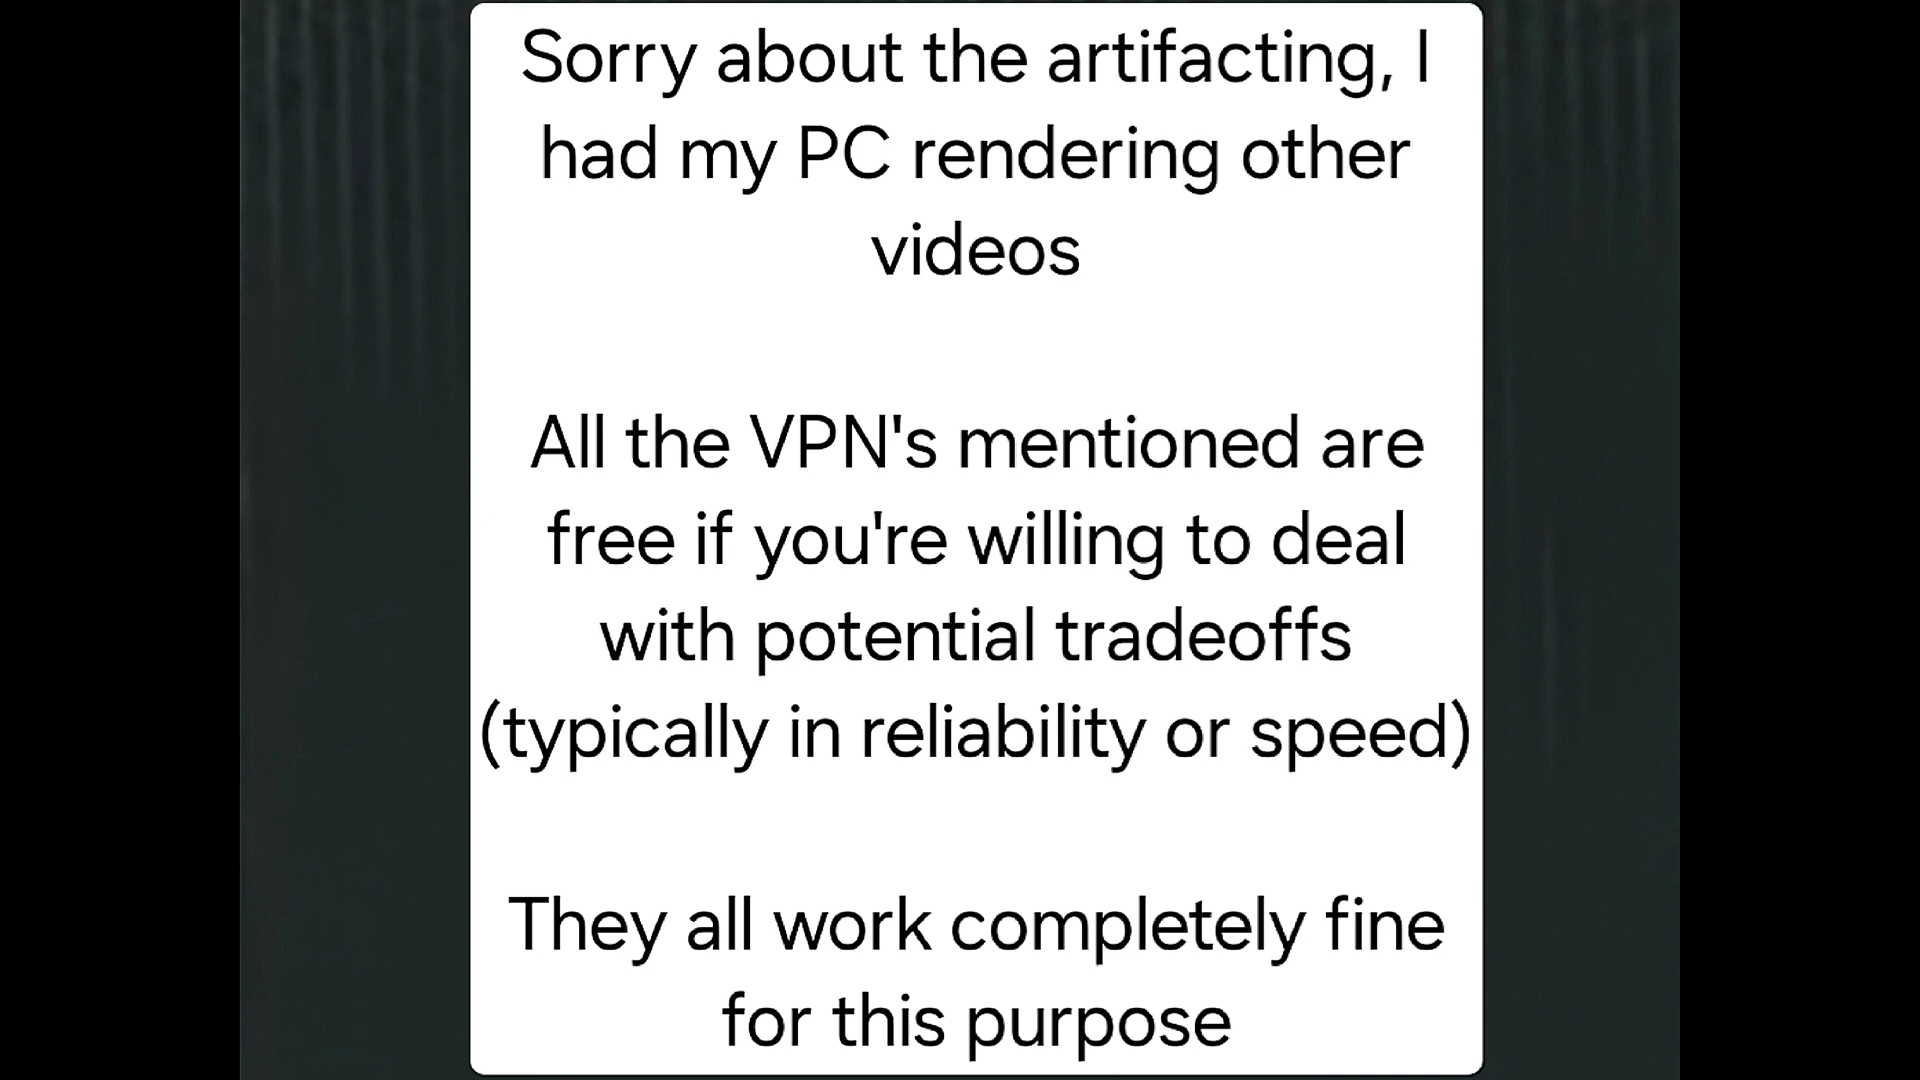 Sorry about the artifacting, I
had my PC rendering other
videos
All the VPN's mentioned are
free if you're willing to deal
with potential tradeoffs
(typically in reliability or speed)
They all work completely fine
for this purpose